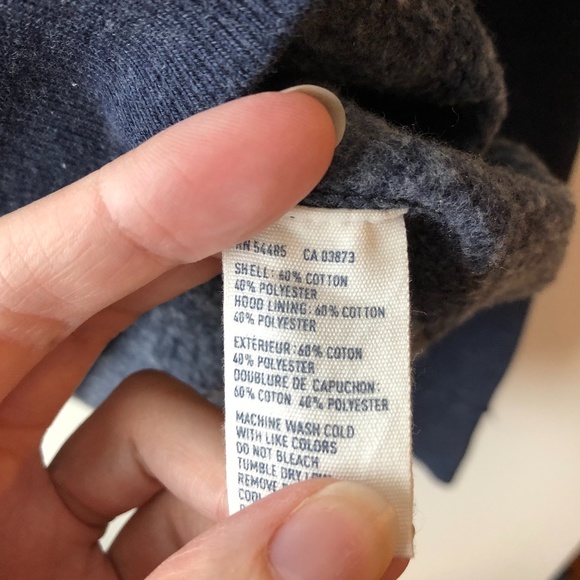 RN 54485 CA 03873
SHELL: 60% COTTON
40% POLYESTER
HOOD LINING: 60% COTTON
40% POLYESTER
EXTÉRIEUR: 60% COTON
40% POLYESTER
DOUBLURE DE CAPUCHON:
60% COTON 40% POLYESTER
MACHINE WASH COLD
WITH LIKE COLORS
DO NOT BLEACH
TUMBLE DRY
REMOVE
COOL